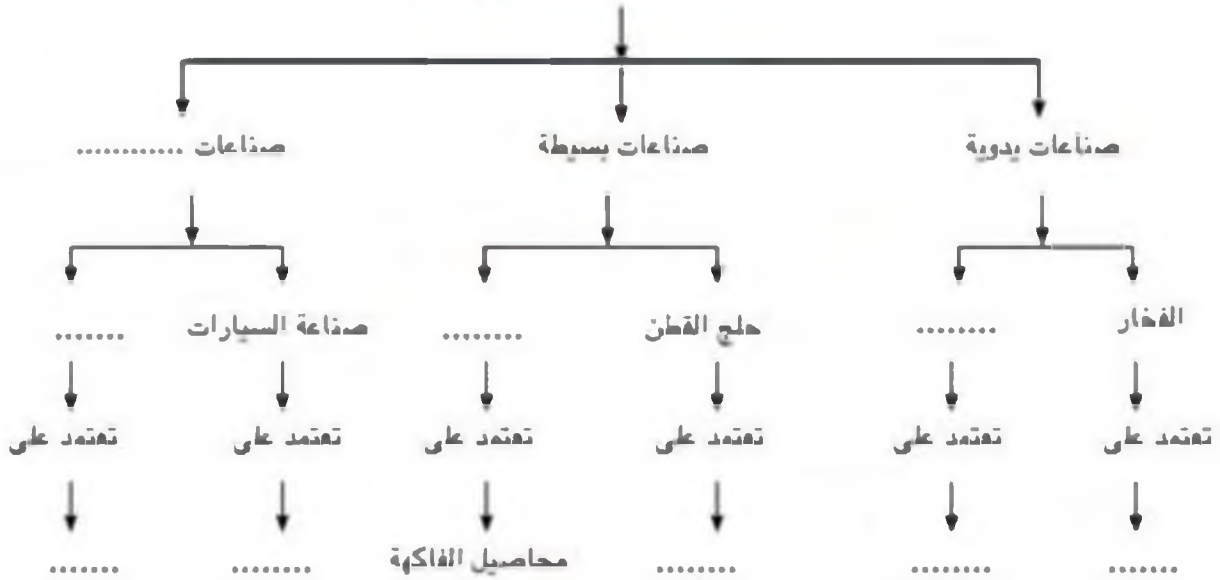 صناعات يدوية صناعات بسيطة صناعات ............
الفخار ........ حلج القطن ........ صناعة السيارات .......
تعتمد على تعتمد على تعتمد على تعتمد على تعتمد على تعتمد على
....... ........ ........ محاصيل الفاكهة ........ .......